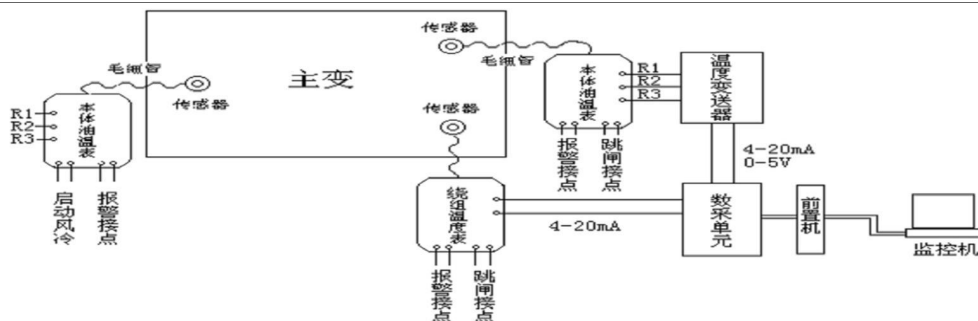 传感器
主变
毛细管
传感器
本体油温表
R1
R2
R3
启动风冷
报警接点
毛细管
本体油温表
R1
R2
R3
温度变送器
报警接点
跳闸接点
4-20mA
0-5V
传感器
绕组温度表
4-20mA
报警接点
跳闸接点
数采单元
前置机
监控机